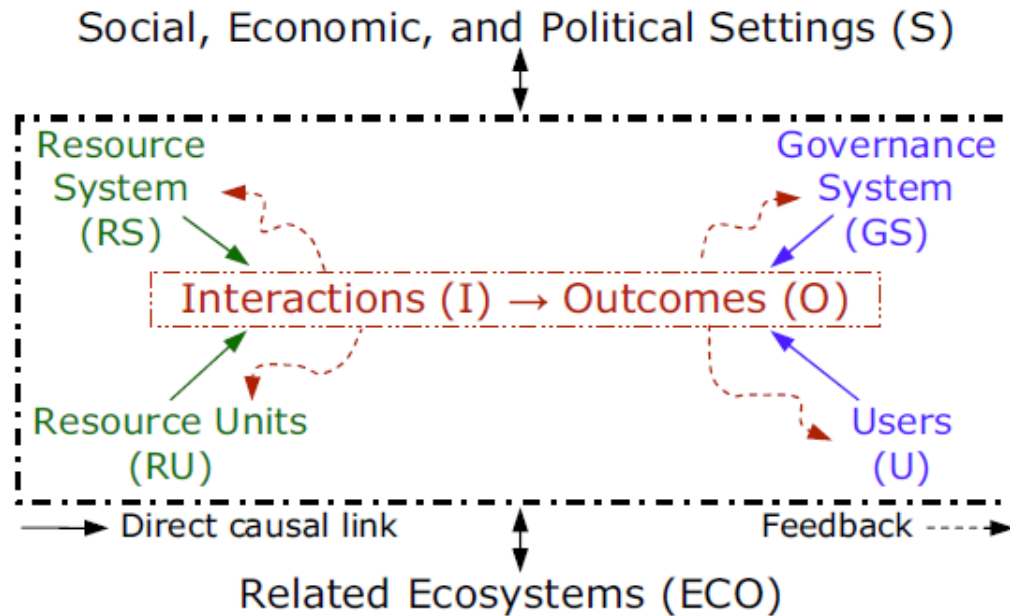 Social, Economic, and Political Settings (S)
Resource
System
(RS)
Governance
System
(GS)
Interactions (I) → Outcomes (O)
Resource Units
(RU)
Users
(U)
Direct causal link
Feedback
Related Ecosystems (ECO)